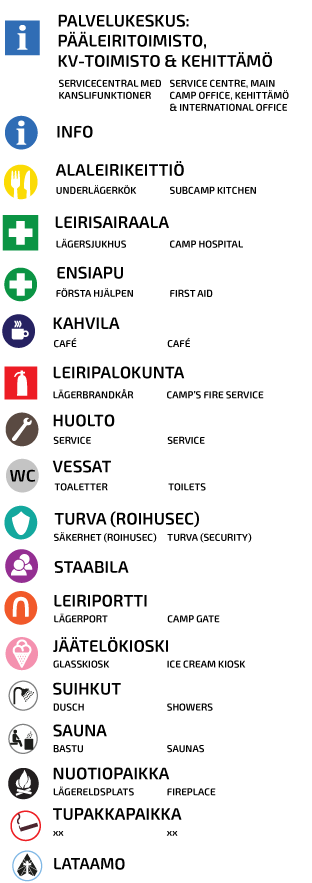 PALVELUKESKUS:
PÄÄLEIRITOIMISTO,
KV-TOIMISTO & KEHITTÄMÖ
SERVICECENTRAL MED
KANSLIFUNKTIONER
SERVICE CENTRE, MAIN
CAMP OFFICE, KEHITTÄMÖ
& INTERNATIONAL OFFICE
INFO
ALALEIRIKEITTIÖ
UNDERLÄGERKÖK SUBCAMP KITCHEN
LEIRISAIRAALA
LÄGERSJUKHUS CAMP HOSPITAL
ENSIAPU
FÖRSTA HJÄLPEN FIRST AID
KAHVILA
CAFÉ CAFÉ
LEIRIPALOKUNTA
LÄGERBRANDKÅR CAMP'S FIRE SERVICE
HUOLTO
SERVICE SERVICE
WC
VESSAT
TOALETTER TOILETS
TURVA (ROIHUSEC)
SÄKERHET (ROIHUSEC) TURVA (SECURITY)
STAABILA
LEIRIPORTTI
LÄGERPORT CAMP GATE
JÄÄTELÖKIOSKI
GLASSKIOSK ICE CREAM KIOSK
SUIHKUT
DUSCH SHOWERS
SAUNA
BASTU SAUNAS
NUOTIOPAIKKA
LÄGERELDSPLATS FIREPLACE
TUPAKKAPAIKKA
xx xx
LATAAMO